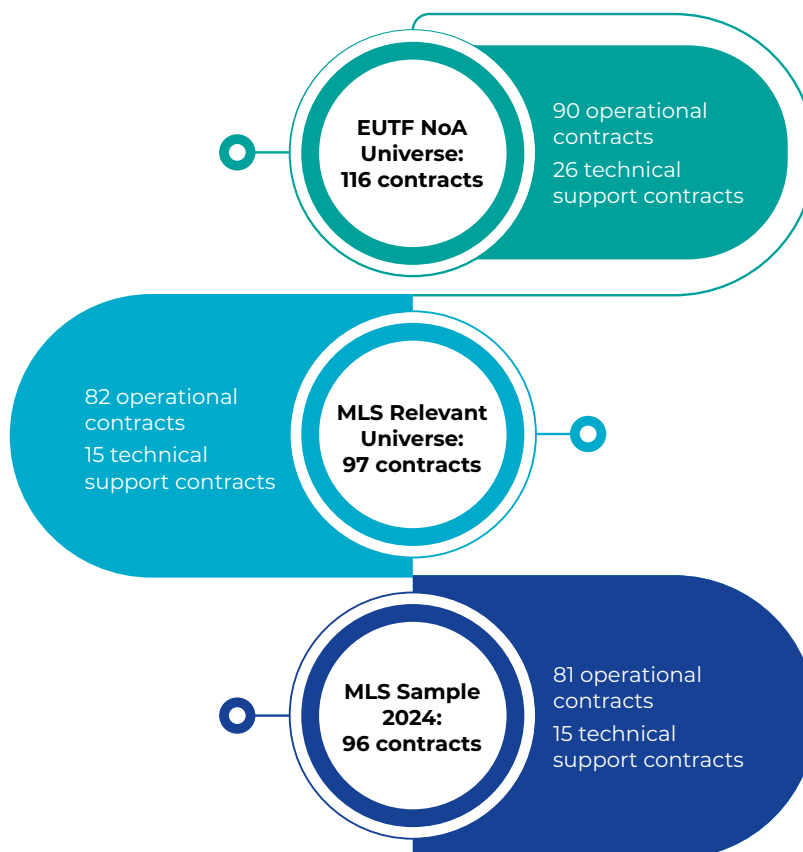 EUTF NoA
Universe:
116 contracts
90 operational
contracts
26 technical
support contracts
82 operational
contracts
15 technical
support contracts
MLS Relevant
Universe:
97 contracts
MLS Sample
2024:
96 contracts
81 operational
contracts
15 technical
support contracts